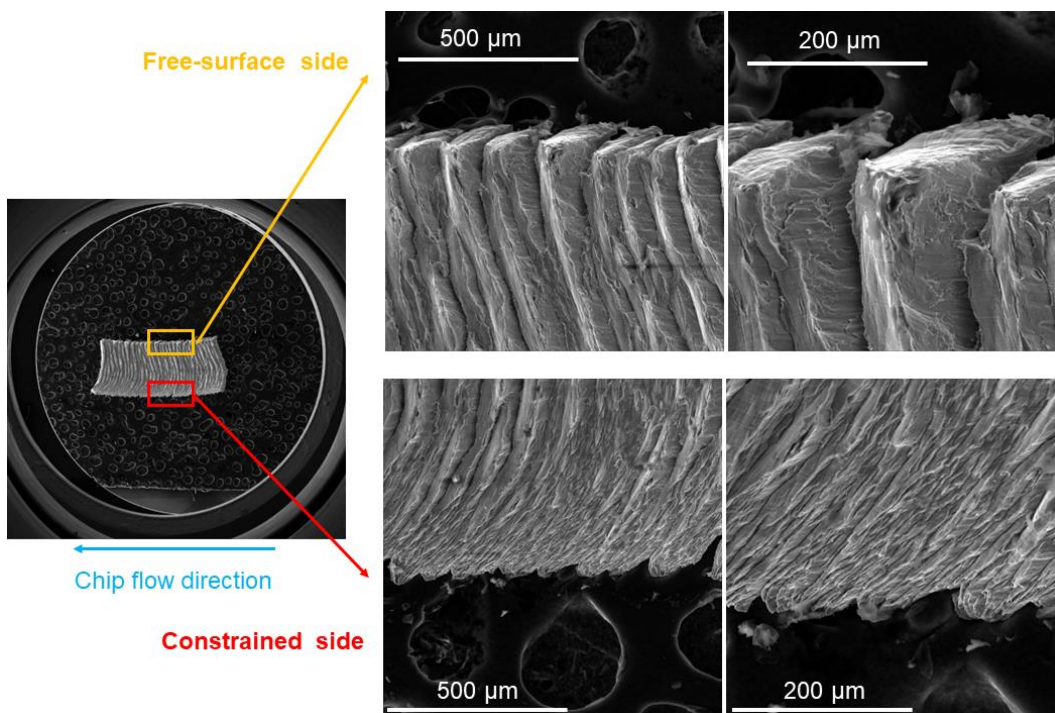 500 μm
200 μm
Free-surface side
Chip flow direction
Constrained side
500 μm
200 μm